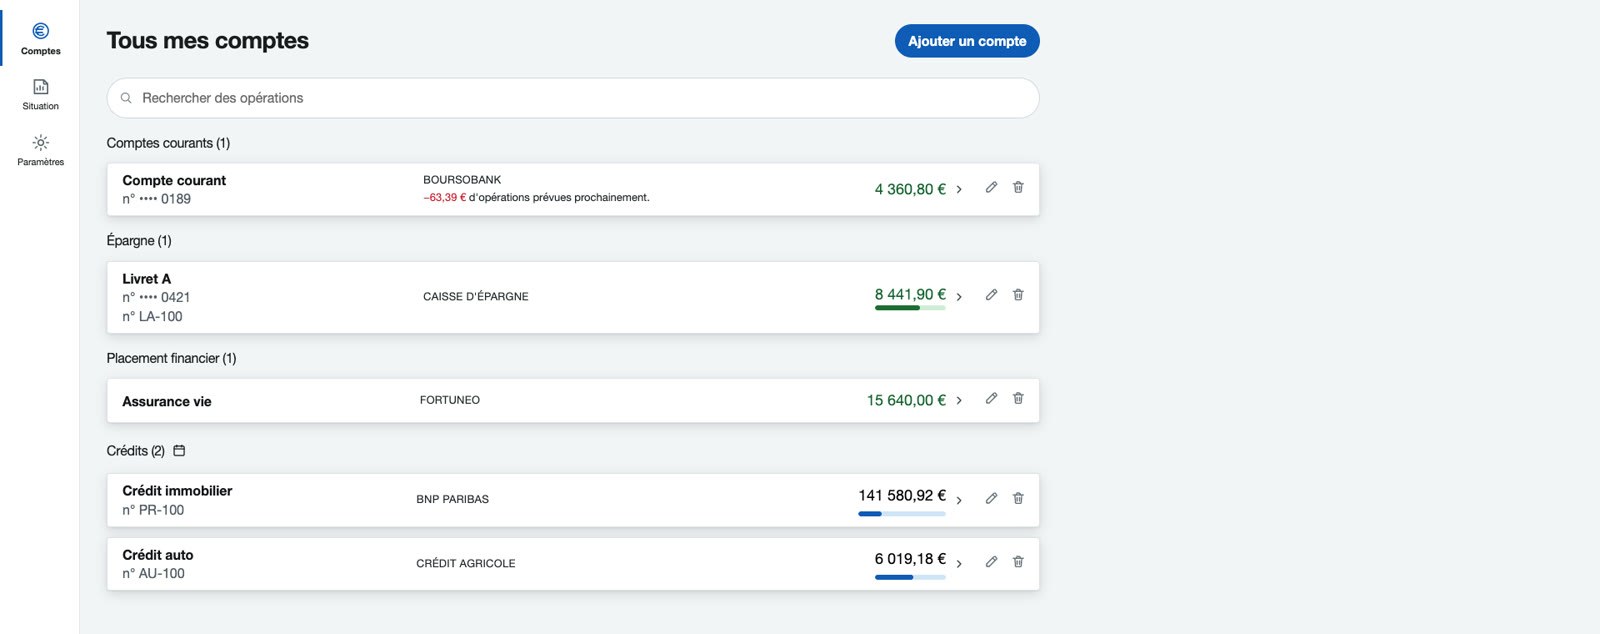 Comptes
Situation
Paramètres
Tous mes comptes
Ajouter un compte
Rechercher des opérations
Comptes courants (1)
Compte courant
n° •••• 0189
BOURSOBANK
−63,39 € d'opérations prévues prochainement.
4 360,80 €
Épargne (1)
Livret A
n° •••• 0421
n° LA-100
CAISSE D'ÉPARGNE
8 441,90 €
Placement financier (1)
Assurance vie
FORTUNEO
15 640,00 €
Crédits (2)
Crédit immobilier
n° PR-100
BNP PARIBAS
141 580,92 €
Crédit auto
n° AU-100
CRÉDIT AGRICOLE
6 019,18 €